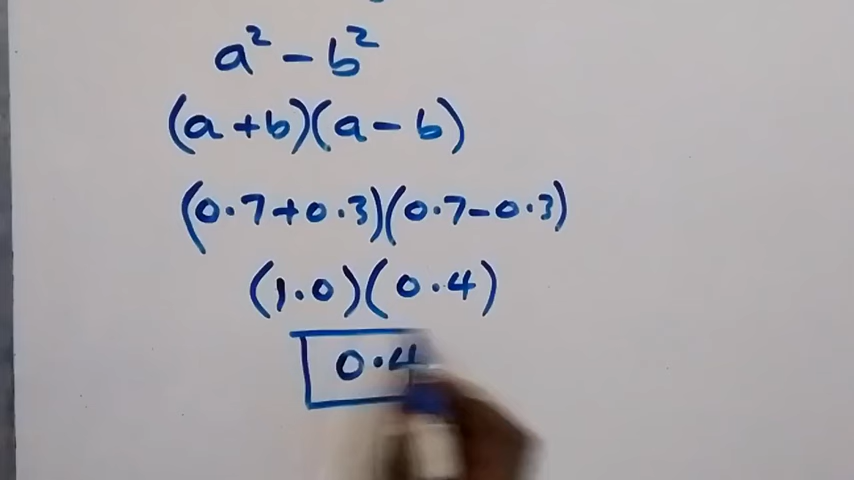 a² - b²
(a + b)(a - b)
(0.7+0.3)(0.7-0.3)
(1.0)(0.4)
0.4